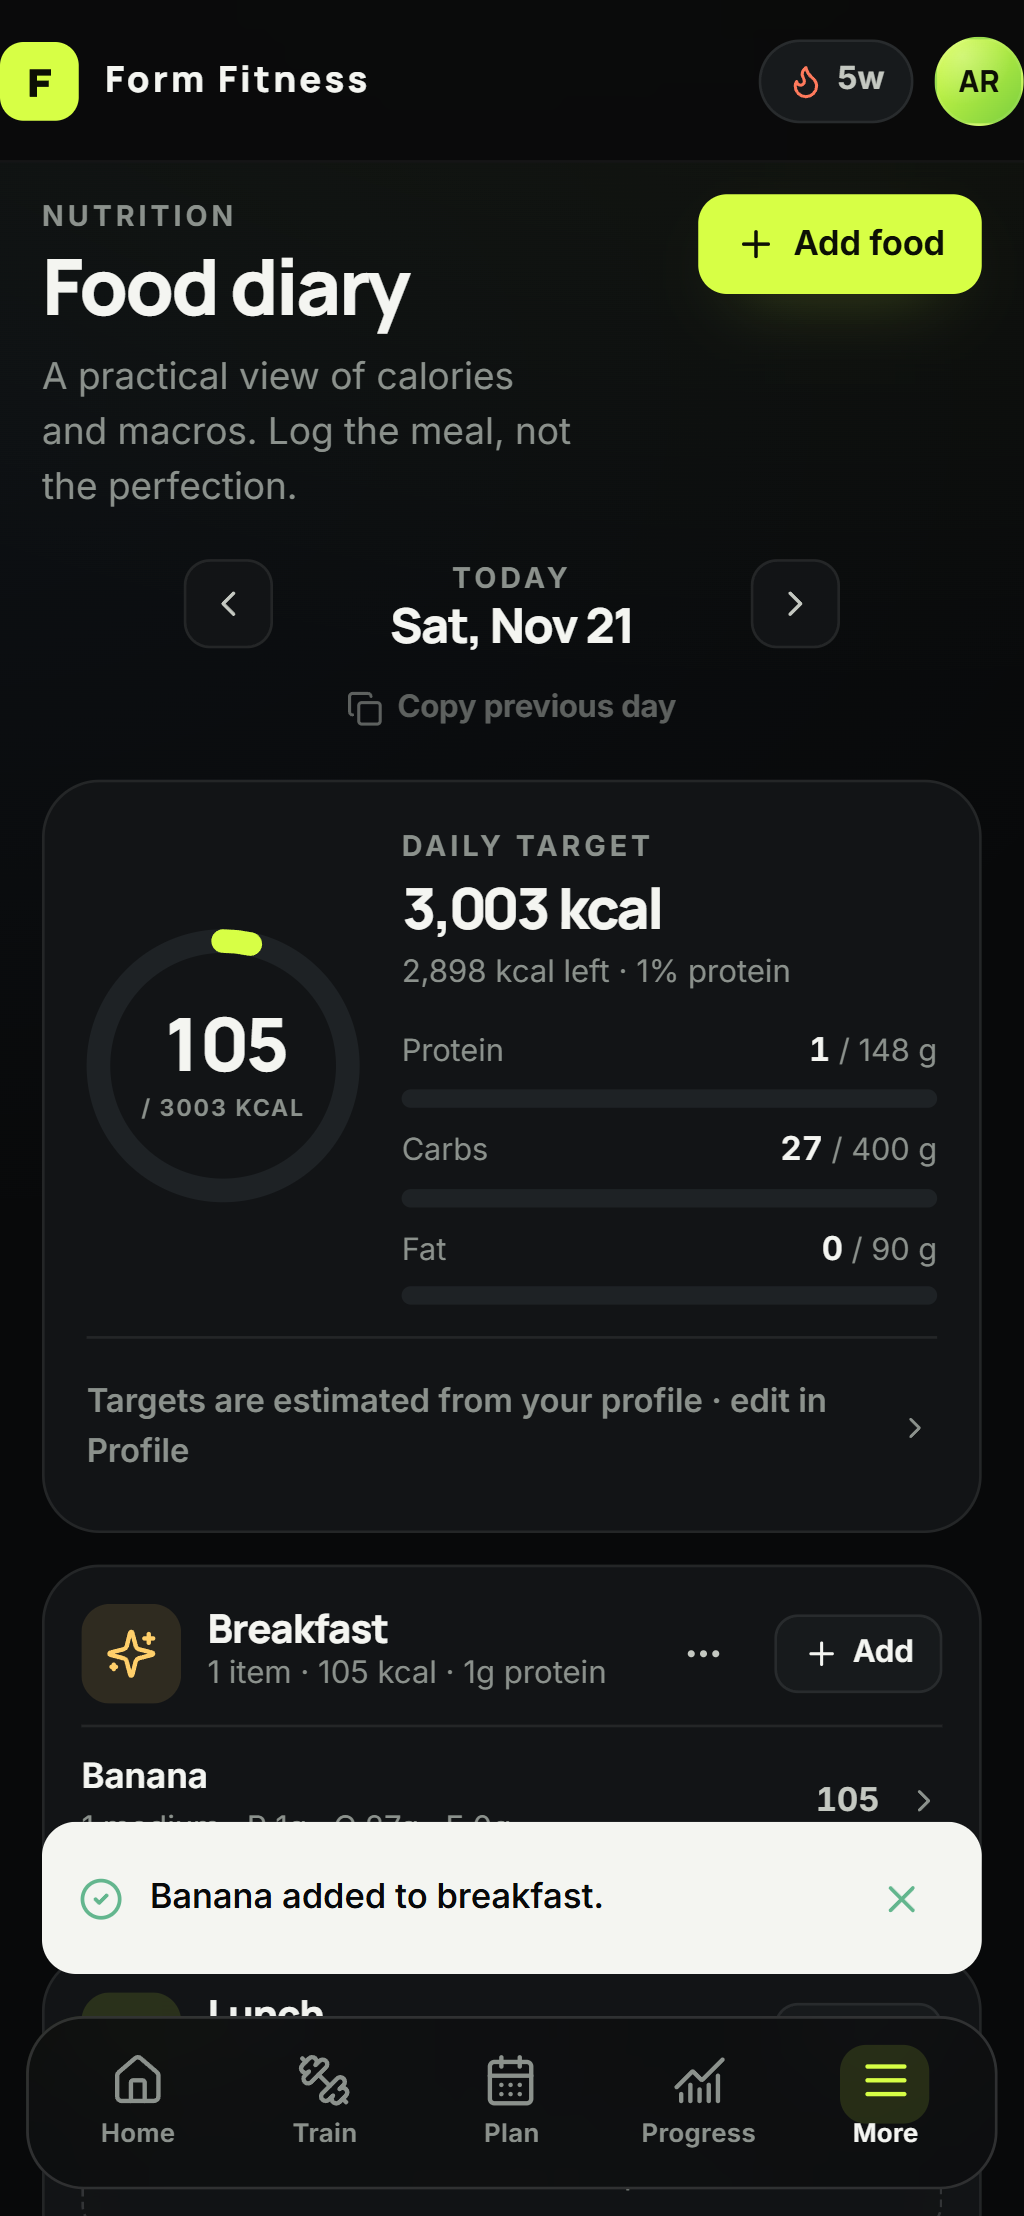 F
Form Fitness
5w
AR
NUTRITION
Food diary
Add food
A practical view of calories
and macros. Log the meal, not
the perfection.
TODAY
Sat, Nov 21
Copy previous day
DAILY TARGET
3,003 kcal
2,898 kcal left · 1% protein
105
/ 3003 KCAL
Protein 1 / 148 g
Carbs 27 / 400 g
Fat 0 / 90 g
Targets are estimated from your profile · edit in
Profile
Breakfast
1 item · 105 kcal · 1g protein
Add
Banana
105
Banana added to breakfast.
Lunch
Home
Train
Plan
Progress
More